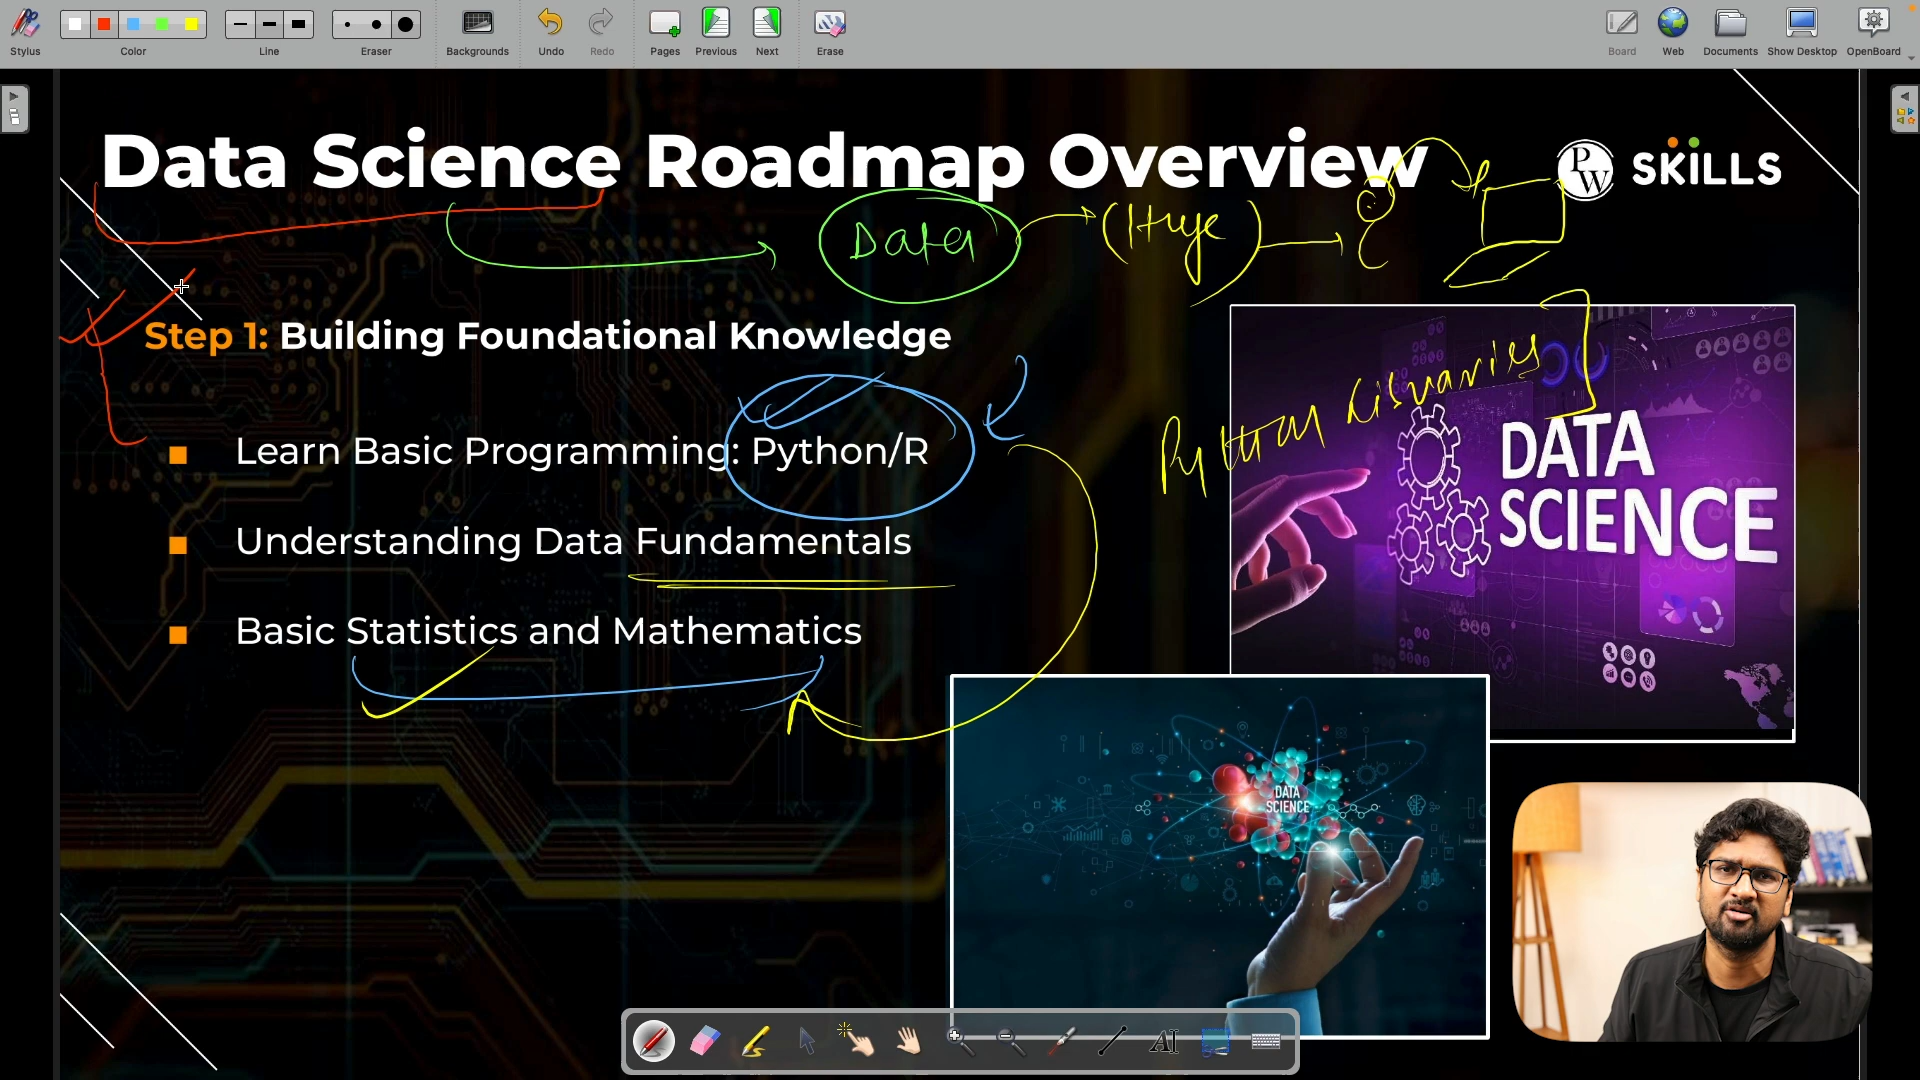 Stylus Color Line Eraser Backgrounds Undo Redo Pages Previous Next Erase Board Web Documents Show Desktop OpenBoard
Data Science Roadmap Overview
PW SKILLS
Data (Huge)
Step 1: Building Foundational Knowledge
Python Libraries
Learn Basic Programming: Python/R
DATA
SCIENCE
Understanding Data Fundamentals
Basic Statistics and Mathematics
DATA
SCIENCE
AI